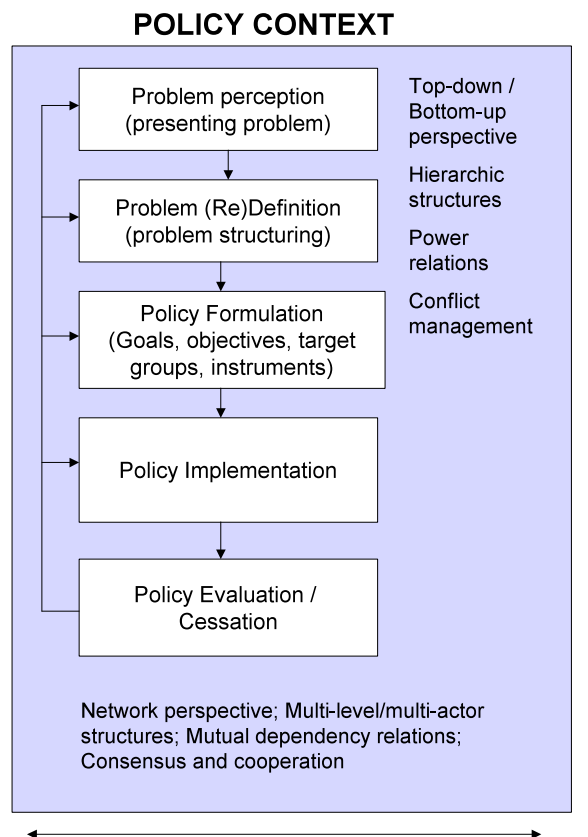 POLICY CONTEXT
Problem perception
(presenting problem)
Problem (Re)Definition
(problem structuring)
Policy Formulation
(Goals, objectives, target
groups, instruments)
Policy Implementation
Policy Evaluation /
Cessation
Top-down /
Bottom-up
perspective
Hierarchic
structures
Power
relations
Conflict
management
Network perspective; Multi-level/multi-actor
structures; Mutual dependency relations;
Consensus and cooperation